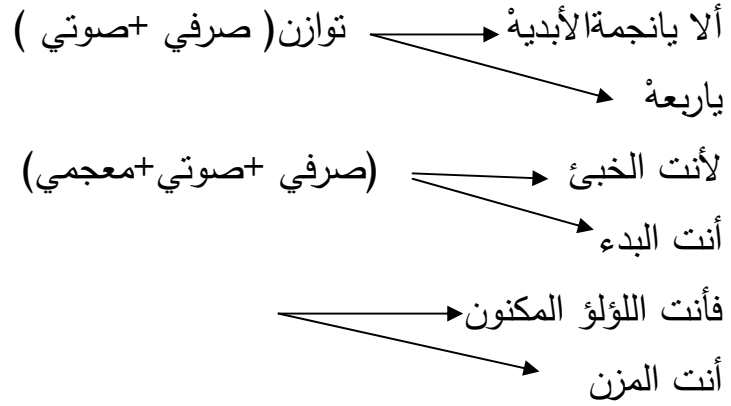 ألا يانجمةالأبديهْ توازن( صرفي +صوتي )
ياربعهْ
لأنت الخبئ (صرفي +صوتي+معجمي)
أنت البدء
فأنت اللؤلؤ المكنون
أنت المزن